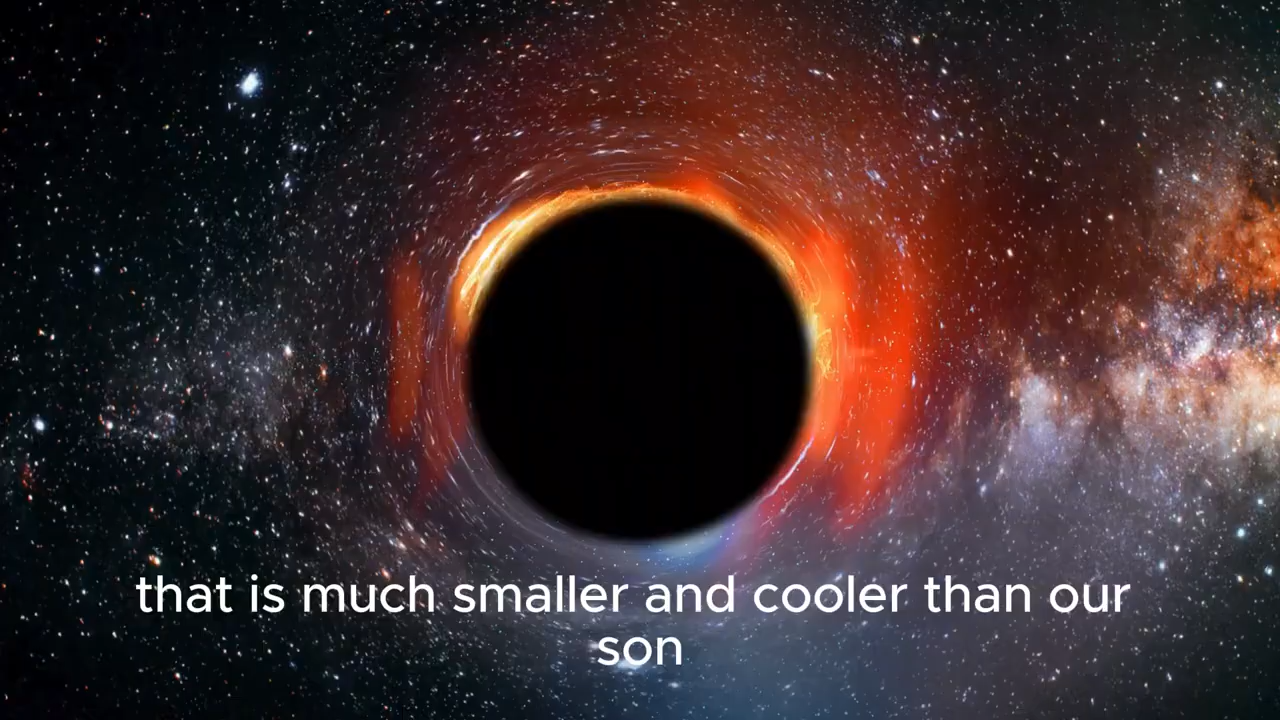 that is much smaller and cooler than our
son